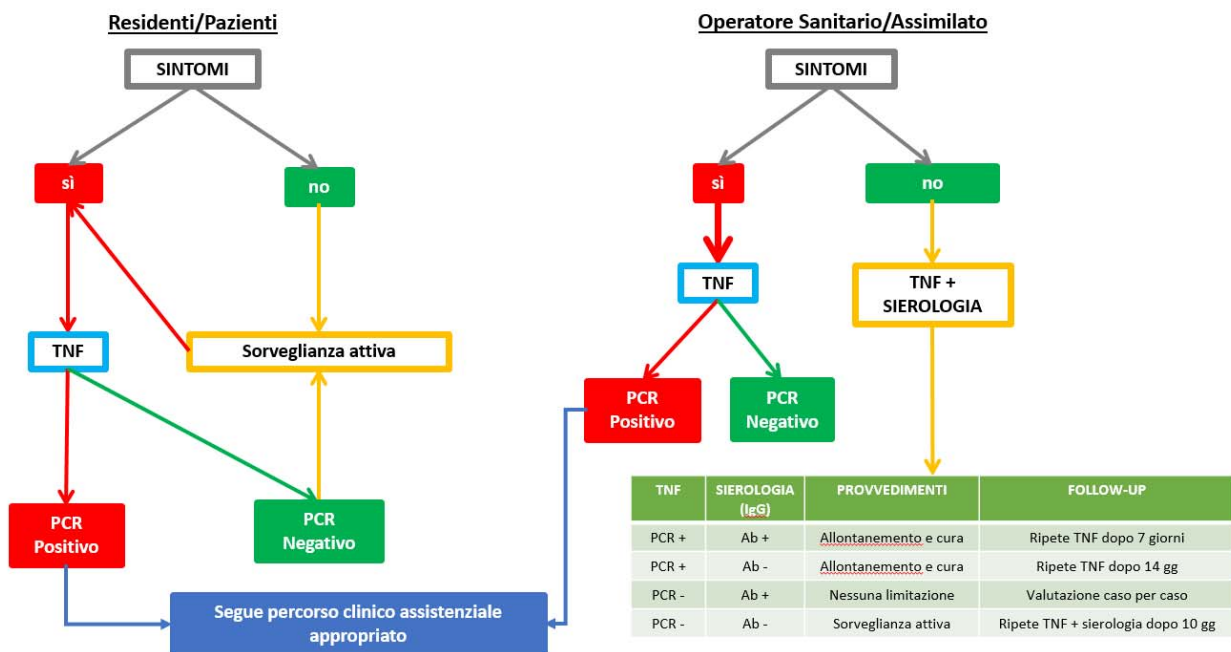 Residenti/Pazienti
SINTOMI
sì
no
TNF
Sorveglianza attiva
PCR
Positivo
PCR
Negativo
Segue percorso clinico assistenziale
appropriato
Operatore Sanitario/Assimilato
SINTOMI
sì
no
TNF
TNF +
SIEROLOGIA
PCR
Positivo
PCR
Negativo
TNF SIEROLOGIA (IgG) PROVVEDIMENTI FOLLOW-UP
PCR + Ab + Allontanemento e cura Ripete TNF dopo 7 giorni
PCR + Ab - Allontanemento e cura Ripete TNF dopo 14 gg
PCR - Ab + Nessuna limitazione Valutazione caso per caso
PCR - Ab - Sorveglianza attiva Ripete TNF + sierologia dopo 10 gg